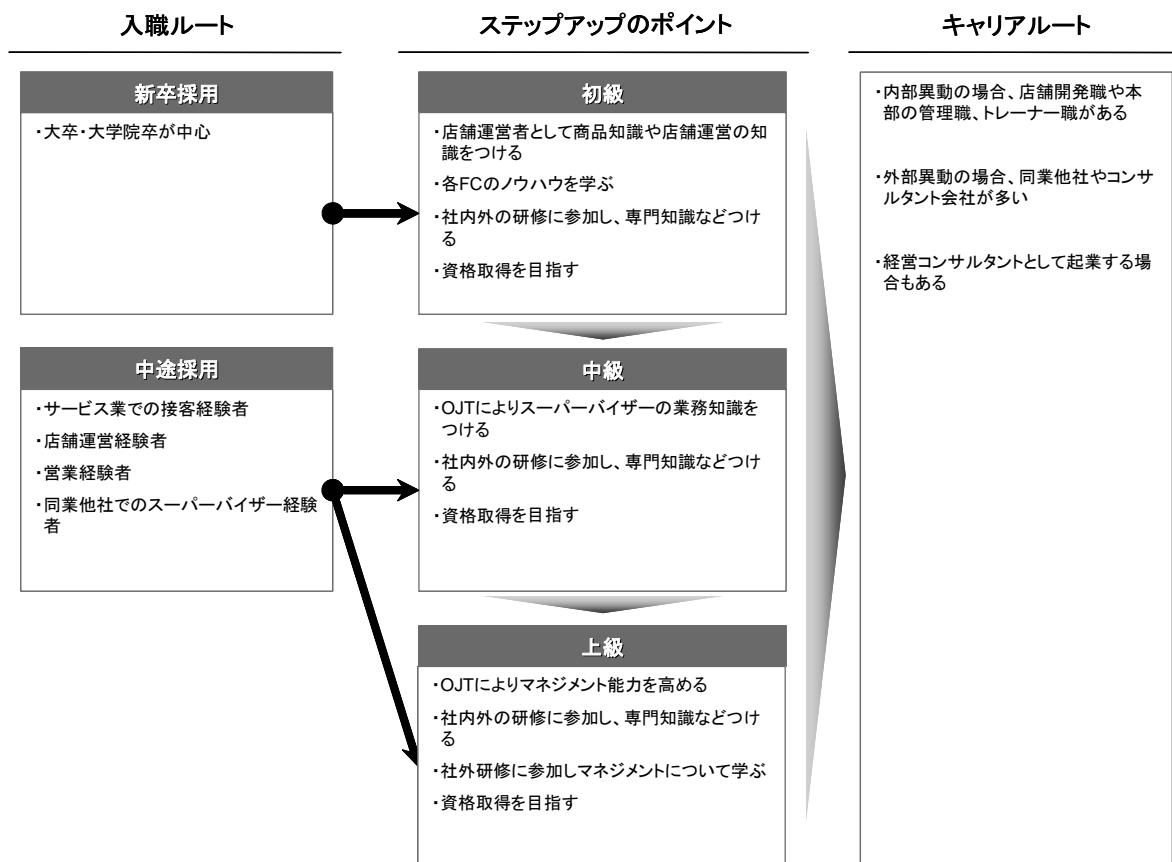 入職ルート
ステップアップのポイント
キャリアルート
新卒採用
・大卒・大学院卒が中心
中途採用
・サービス業での接客経験者
・店舗運営経験者
・営業経験者
・同業他社でのスーパーバイザー経験
者
初級
・店舗運営者として商品知識や店舗運営の知
識をつける
・各FCのノウハウを学ぶ
・社内外の研修に参加し、専門知識などつけ
る
・資格取得を目指す
中級
・OJTによりスーパーバイザーの業務知識を
つける
・社内外の研修に参加し、専門知識などつけ
る
・資格取得を目指す
上級
・OJTによりマネジメント能力を高める
・社内外の研修に参加し、専門知識などつけ
る
・社外研修に参加しマネジメントについて学ぶ
・資格取得を目指す
・内部異動の場合、店舗開発職や本
部の管理職、トレーナー職がある
・外部異動の場合、同業他社やコンサ
ルタント会社が多い
・経営コンサルタントとして起業する場
合もある